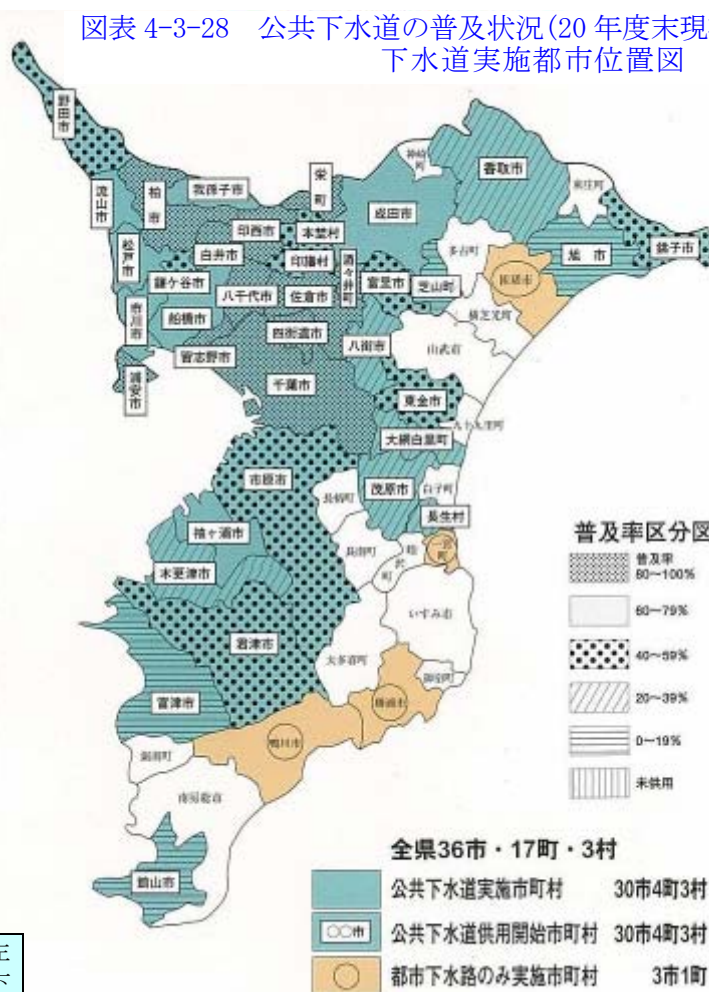 図表 4-3-28 公共下水道の普及状況(20 年度末現
下水道実施都市位置図
野田市
流山市
柏市
我孫子市
栄町
神崎町
香取市
東庄町
成田市
印西市
本埜村
松戸市
白井市
印旛村
酒々井町
富里市
芝山町
多古町
匝瑳市
旭市
銚子市
鎌ケ谷市
八千代市
佐倉市
市川市
船橋市
四街道市
八街市
横芝光町
山武市
習志野市
浦安市
千葉市
東金市
九十九里町
大網白里町
市原市
茂原市
白子町
長柄町
長生村
袖ヶ浦市
長南町
睦沢町
一宮町
木更津市
いすみ市
君津市
大多喜町
御宿町
富津市
勝浦市
鴨川市
鋸南町
南房総市
館山市
普及率区分図
普及率
80〜100%
60〜79%
40〜59%
20〜39%
0〜19%
未供用
全県36市・17町・3村
公共下水道実施市町村 30市4町3村
○○市 公共下水道供用開始市町村 30市4町3村
都市下水路のみ実施市町村 3市1町